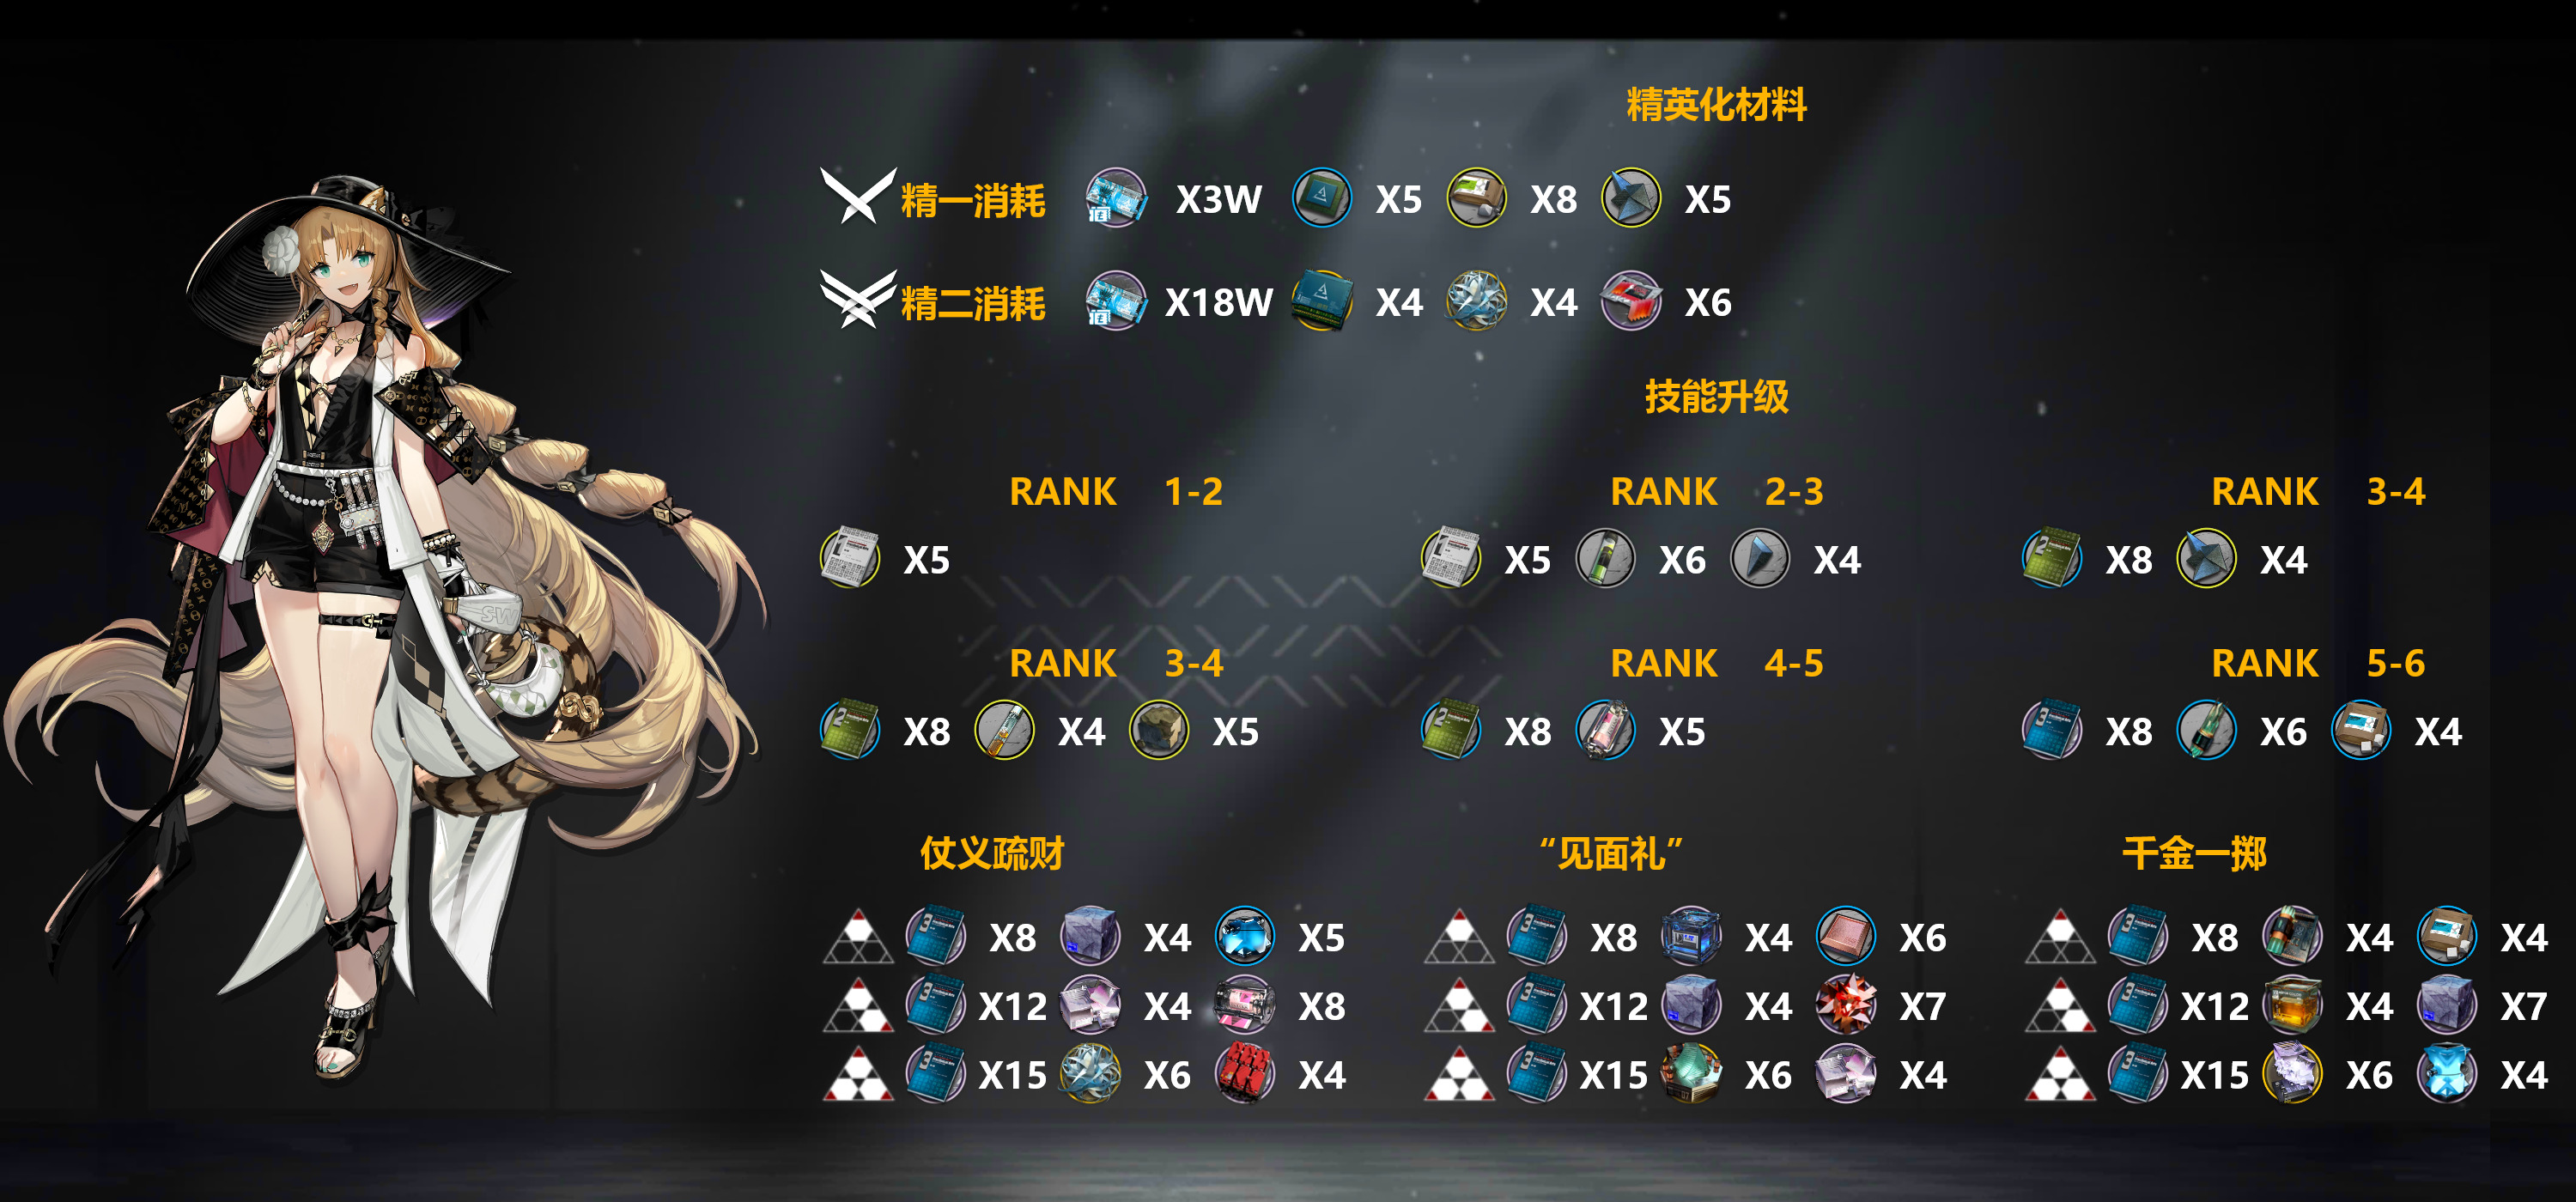 精英化材料
精一消耗 X3W X5 X8 X5
精二消耗 X18W X4 X4 X6
技能升级
RANK 1-2 RANK 2-3 RANK 3-4
X5 X5 X6 X4 X8 X4
RANK 3-4 RANK 4-5 RANK 5-6
X8 X4 X5 X8 X5 X8 X6 X4
仗义疏财 “见面礼” 千金一掷
X8 X4 X5 X8 X4 X6 X8 X4 X4
X12 X4 X8 X12 X4 X7 X12 X4 X7
X15 X6 X4 X15 X6 X4 X15 X6 X4